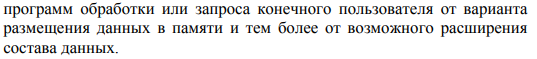 программ обработки или запроса конечного пользователя от варианта
размещения данных в памяти и тем более от возможного расширения
состава данных.